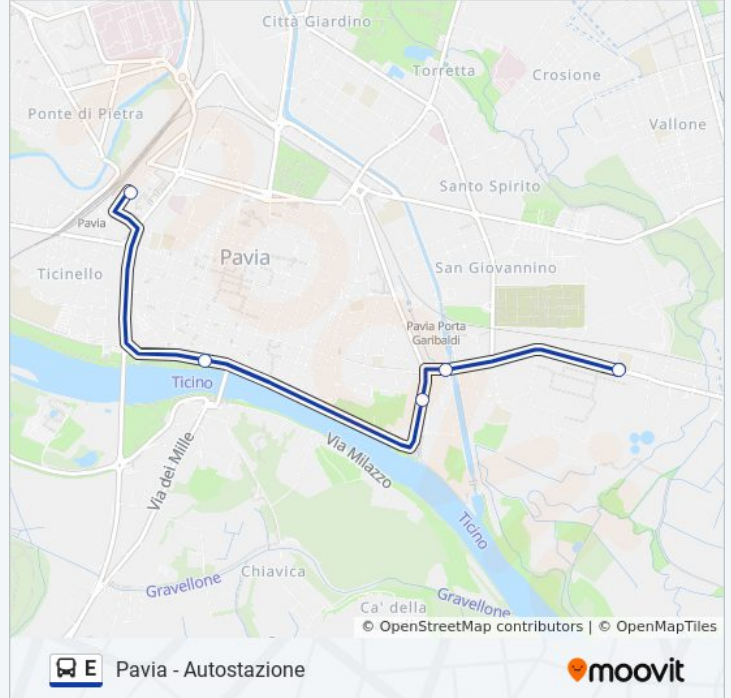 Città Giardino
Torretta
Crosione
Ponte di Pietra
Vallone
Santo Spirito
Pavia
Pavia
San Giovannino
Ticinello
Pavia Porta
Garibaldi
Ticino
Via dei Mille
Via Milazzo
Ticino
Chiavica
Gravellone
Ca' della
Gravellone
© OpenStreetMap contributors | © OpenMapTiles
E Pavia - Autostazione
moovit